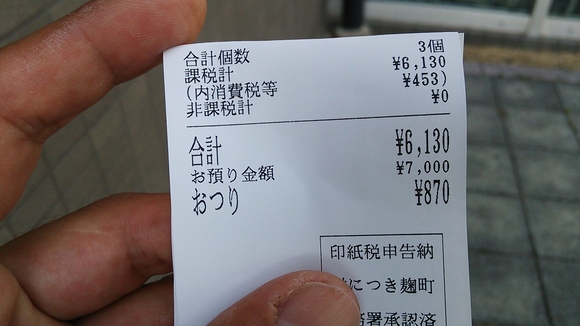 合計個数 3個
課税計 ¥6,130
(内消費税等 ¥453)
非課税計 ¥0
合計 ¥6,130
お預り金額 ¥7,000
おつり ¥870
印紙税申告納
につき麹町
署承認済